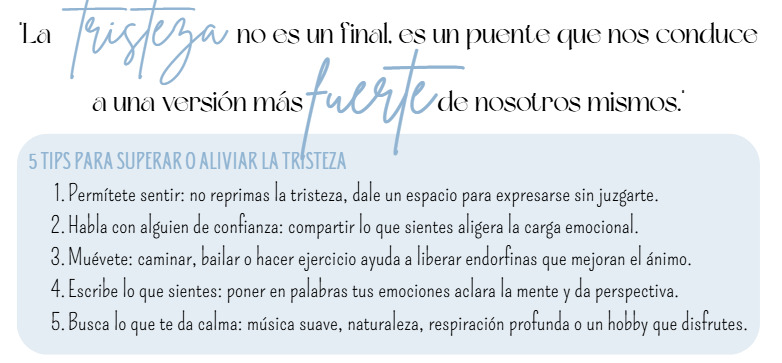 "La tristeza no es un final, es un puente que nos conduce
a una versión más fuerte de nosotros mismos."
5 TIPS PARA SUPERAR O ALIVIAR LA TRISTEZA
1. Permítete sentir: no reprimas la tristeza, dale un espacio para expresarse sin juzgarte.
2. Habla con alguien de confianza: compartir lo que sientes aligera la carga emocional.
3. Muévete: caminar, bailar o hacer ejercicio ayuda a liberar endorfinas que mejoran el ánimo.
4. Escribe lo que sientes: poner en palabras tus emociones aclara la mente y da perspectiva.
5. Busca lo que te da calma: música suave, naturaleza, respiración profunda o un hobby que disfrutes.